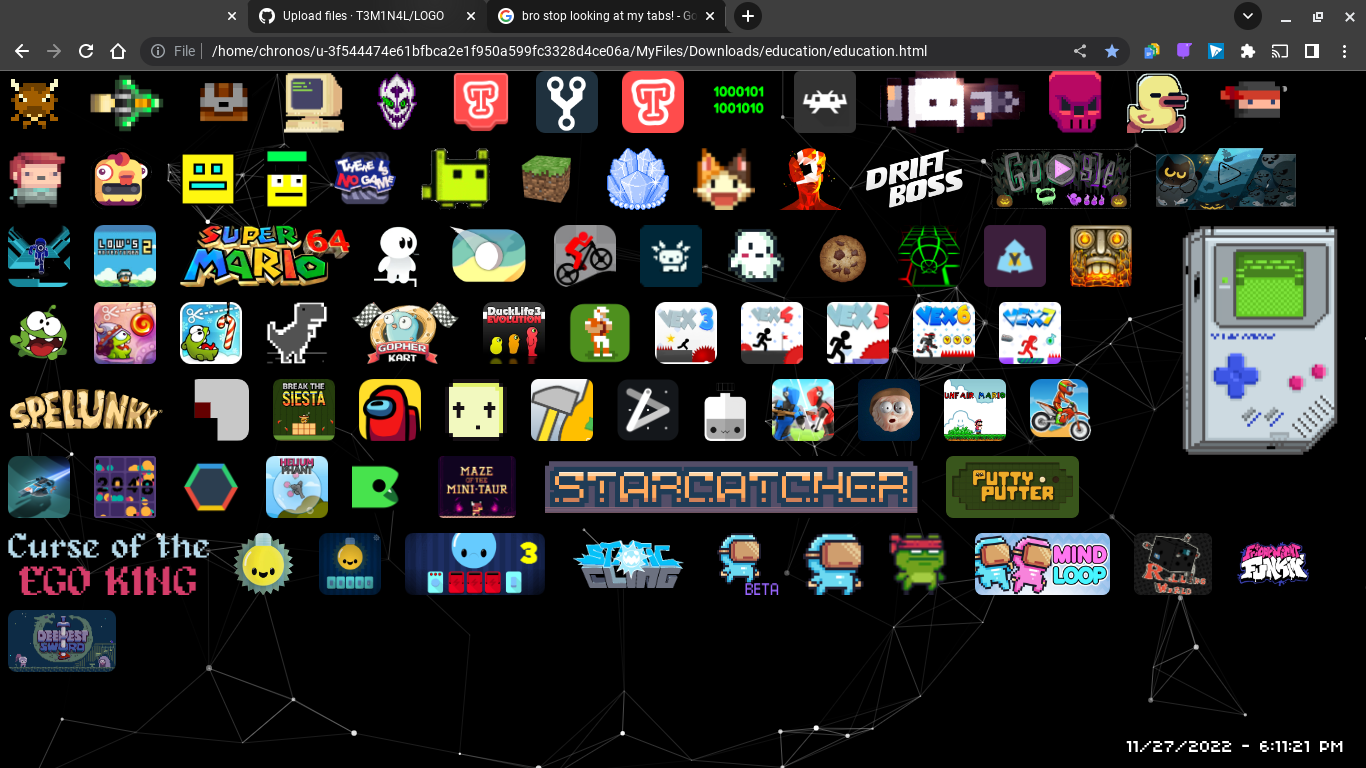 Upload files · T3M1N4L/LOGO
bro stop looking at my tabs! - Go
File
/home/chronos/u-3f544474e61bfbca2e1f950a599fc3328d4ce06a/MyFiles/Downloads/education/education.html
T
T
1000101
1001010
THERE IS
NO GAME
DRIFT
BOSS
Google
LOW'S
2
SUPER
MARIO 64
Y
GOPHER
KART
DuckLife3
EVOLUTION
VEX 3
VEX 4
VEX 5
VEX 6
VEX 7
SPELUNKY
BREAK THE
SIESTA
UNFAIR MARIO
2048
HELIUM
PHANT
MAZE
OF THE
MINI-TAUR
STARCATCHER
PUTTY
PUTTER
Curse of the
EGO KING
3
STATIC
CLING
BETA
MIND
LOOP
WORLD
FRIDAY NIGHT
FUNKIN'
DEEPEST
SWORD
11/27/2022 - 6:11:21 PM